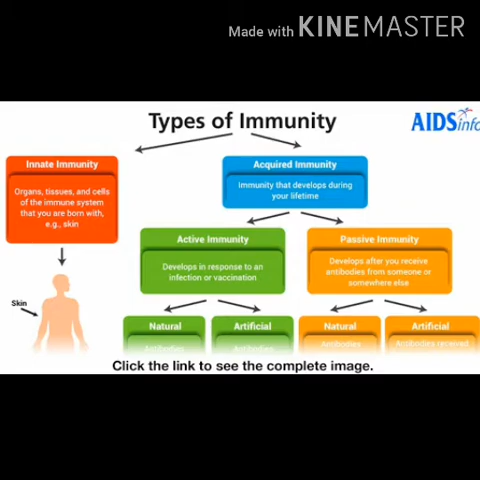 Made with KINEMASTER
Types of Immunity
AIDSinfo
Innate Immunity
Organs, tissues, and cells
of the immune system
that you are born with,
e.g., skin
Acquired Immunity
Immunity that develops during
your lifetime
Active Immunity
Develops in response to an
infection or vaccination
Passive Immunity
Develops after you receive
antibodies from someone or
somewhere else
Skin
Natural
Antibodies
Artificial
Antibodies
Natural
Antibodies
Artificial
Antibodies received
Click the link to see the complete image.